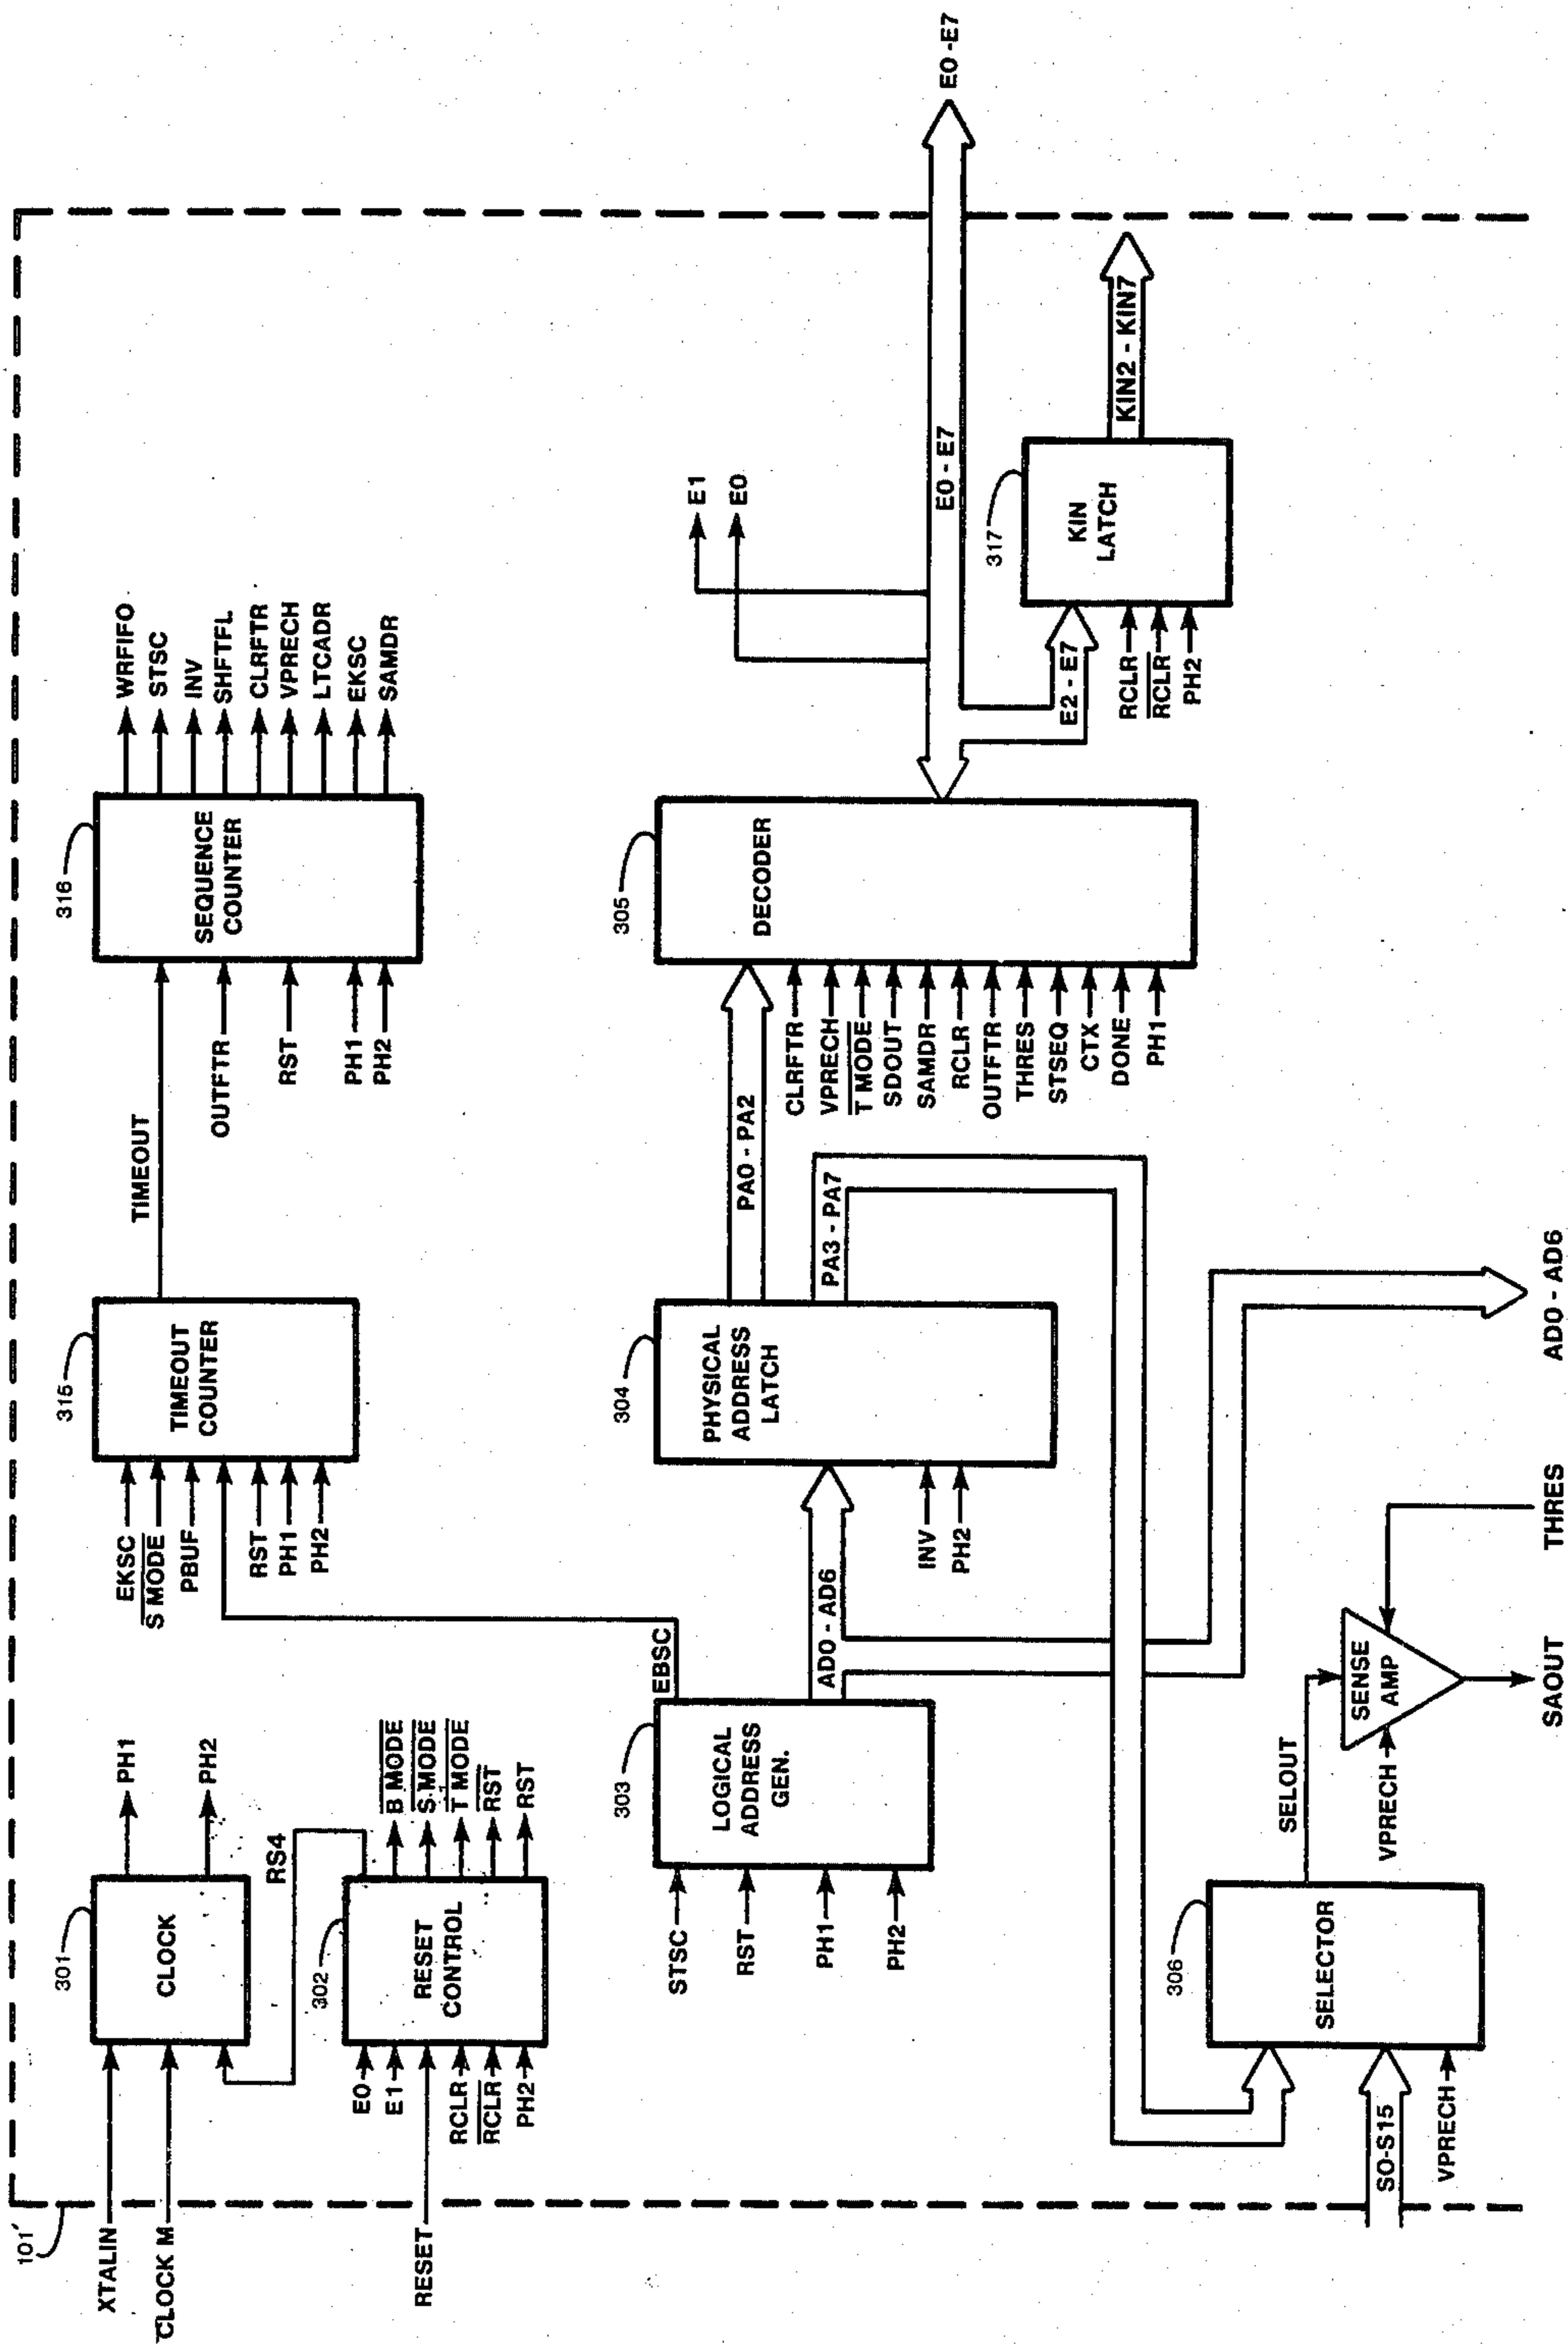 101'
XTALIN
CLOCK M
301
CLOCK
PH1
PH2
RS4
RESET
E0
E1
RCLR
RCLR
PH2
302
RESET
CONTROL
B MODE
S MODE
T MODE
RST
RST
EKSC
S MODE
PBUF
RST
PH1
PH2
315
TIMEOUT
COUNTER
TIMEOUT
OUTFTR
RST
PH1
PH2
316
SEQUENCE
COUNTER
WRFIFO
STSC
INV
SHFTFL
CLRFTR
VPRECH
LTCADR
EKSC
SAMDR
STSC
RST
PH1
PH2
303
LOGICAL
ADDRESS
GEN.
EBSC
AD0 - AD6
INV
PH2
304
PHYSICAL
ADDRESS
LATCH
PA0 - PA2
PA3 - PA7
CLRFTR
VPRECH
T MODE
SDOUT
SAMDR
RCLR
OUTFTR
THRES
STSEQ
CTX
DONE
PH1
305
DECODER
E1
E0
E0 - E7
E0 - E7
E2 - E7
RCLR
RCLR
PH2
317
KIN
LATCH
KIN2 - KIN7
S0-S15
VPRECH
306
SELECTOR
SELOUT
VPRECH
SENSE
AMP
SAOUT
THRES
AD0 - AD6